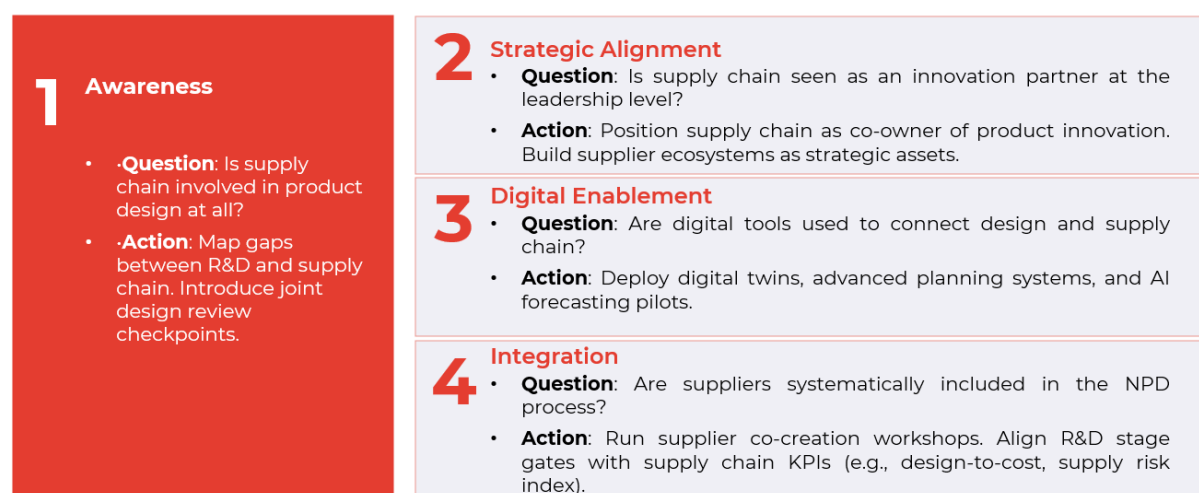 1
Awareness
• ·Question: Is supply
chain involved in product
design at all?
• ·Action: Map gaps
between R&D and supply
chain. Introduce joint
design review
checkpoints.
2
Strategic Alignment
• Question: Is supply chain seen as an innovation partner at the
leadership level?
• Action: Position supply chain as co-owner of product innovation.
Build supplier ecosystems as strategic assets.
3
Digital Enablement
• Question: Are digital tools used to connect design and supply
chain?
• Action: Deploy digital twins, advanced planning systems, and AI
forecasting pilots.
4
Integration
• Question: Are suppliers systematically included in the NPD
process?
• Action: Run supplier co-creation workshops. Align R&D stage
gates with supply chain KPIs (e.g., design-to-cost, supply risk
index).